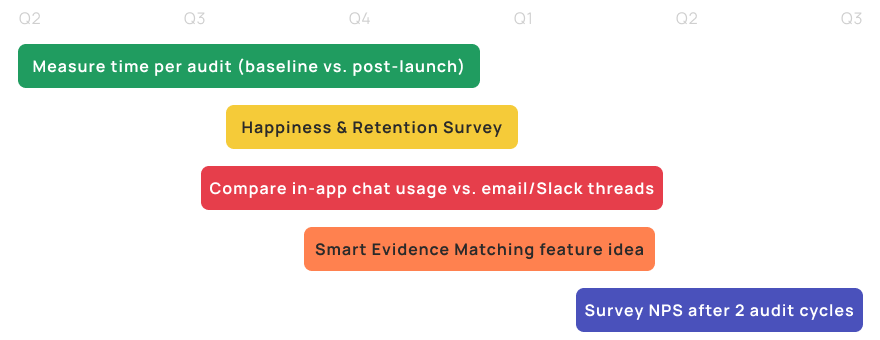 Q2 Q3 Q4 Q1 Q2 Q3
Measure time per audit (baseline vs. post-launch)
Happiness & Retention Survey
Compare in-app chat usage vs. email/Slack threads
Smart Evidence Matching feature idea
Survey NPS after 2 audit cycles